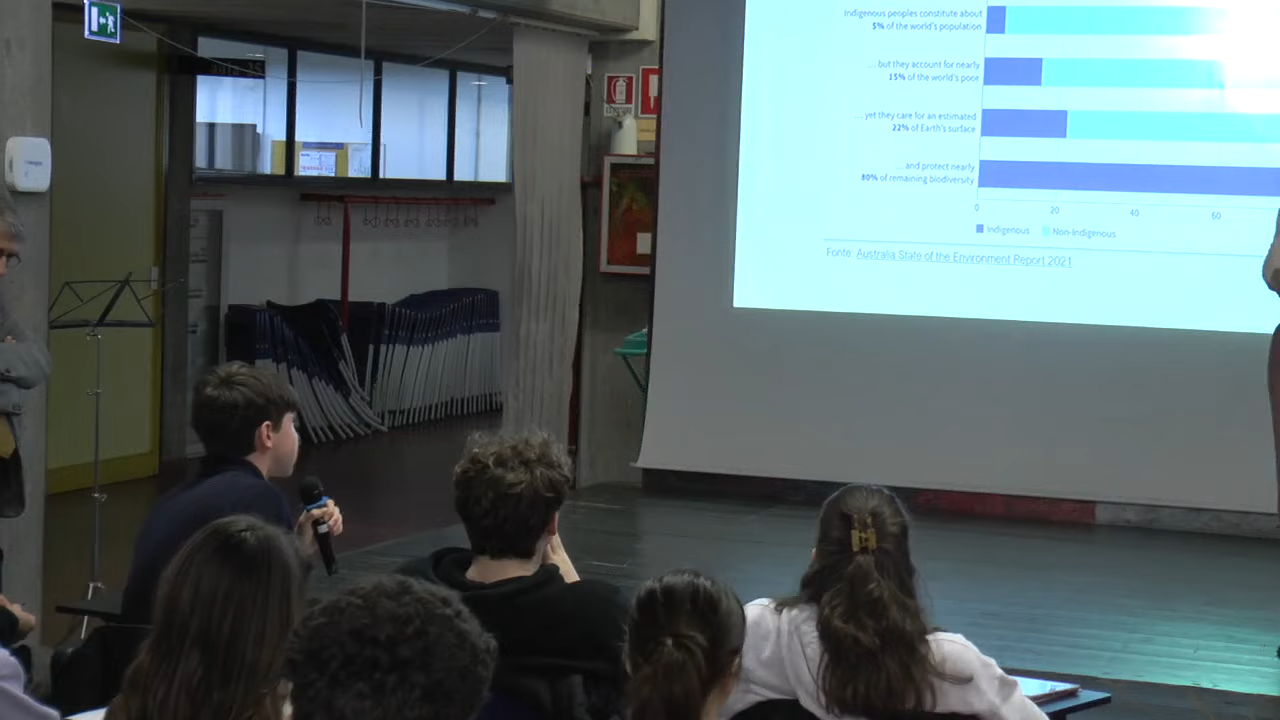 Indigenous peoples constitute about
5% of the world's population
... but they account for nearly
15% of the world's poor
... yet they care for an estimated
22% of Earth's surface
... and protect nearly
80% of remaining biodiversity
0 20 40 60
Indigenous Non-Indigenous
Fonte: Australia State of the Environment Report 2021